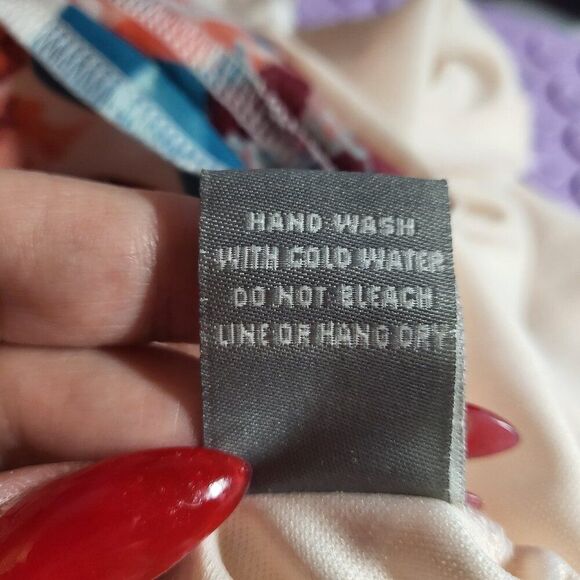 HAND WASH
WITH COLD WATER
DO NOT BLEACH
LINE OR HANG DRY